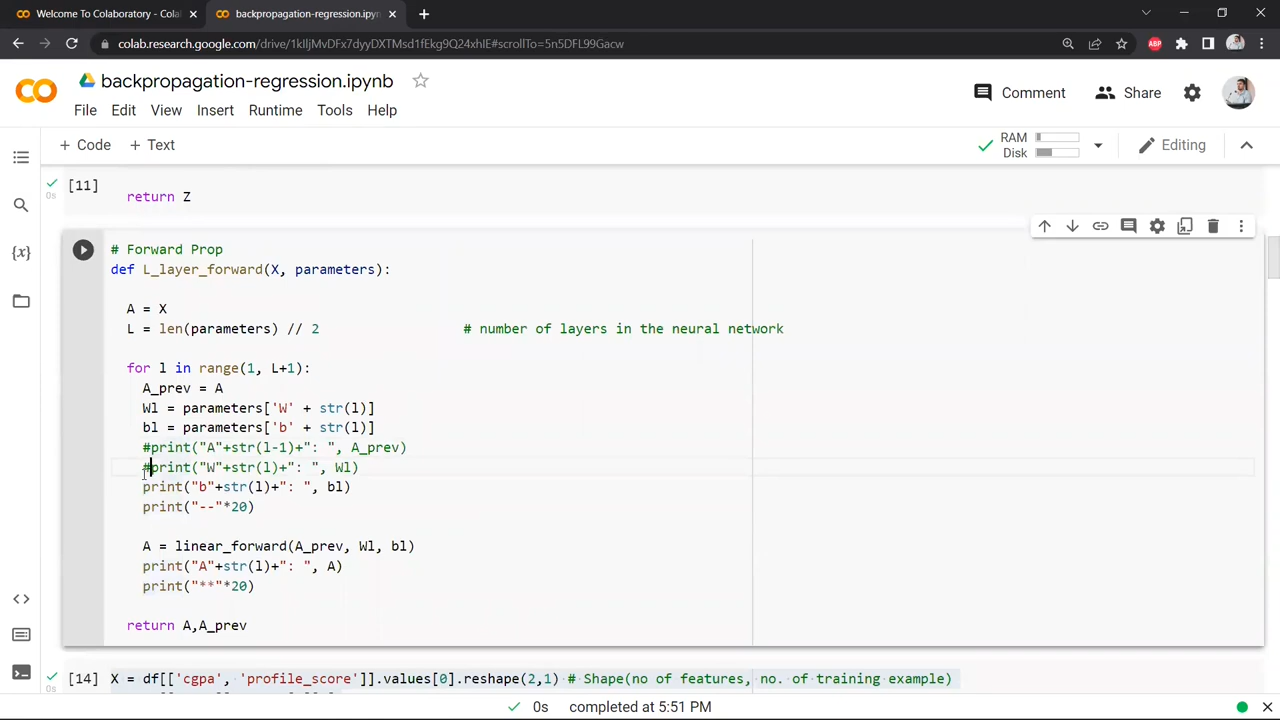 Welcome To Colaboratory - Colab
backpropagation-regression.ipynb
colab.research.google.com/drive/1kIljMvDFx7dyyDXTMsd1fEkg9Q24xhIE#scrollTo=5n5DFL99Gacw
ABP
backpropagation-regression.ipynb
Comment
Share
File Edit View Insert Runtime Tools Help
+ Code + Text
RAM
Disk
Editing
[11]
0s
return Z
# Forward Prop
def L_layer_forward(X, parameters):
A = X
L = len(parameters) // 2 # number of layers in the neural network
for l in range(1, L+1):
A_prev = A
Wl = parameters['W' + str(l)]
bl = parameters['b' + str(l)]
#print("A"+str(l-1)+": ", A_prev)
#print("W"+str(l)+": ", Wl)
print("b"+str(l)+": ", bl)
print("--"*20)
A = linear_forward(A_prev, Wl, bl)
print("A"+str(l)+": ", A)
print("**"*20)
return A,A_prev
[14] X = df[['cgpa', 'profile_score']].values[0].reshape(2,1) # Shape(no of features, no. of training example)
0s
0s completed at 5:51 PM